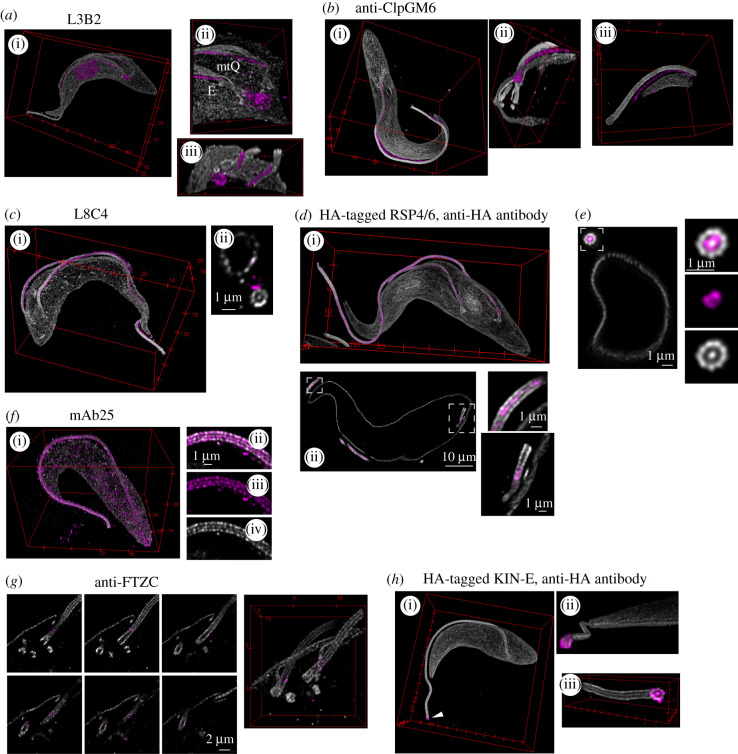 (a) L3B2
(i)
(ii)
mtQ
E
(iii)
(b) anti-ClpGM6
(i)
(ii)
(iii)
(c) L8C4
(i)
(ii)
1 µm
(d) HA-tagged RSP4/6, anti-HA antibody
(i)
(ii)
10 µm
1 µm
(e)
1 µm
1 µm
(f) mAb25
(i)
(ii)
1 µm
(iii)
(iv)
(g) anti-FTZC
2 µm
(h) HA-tagged KIN-E, anti-HA antibody
(i)
(ii)
(iii)